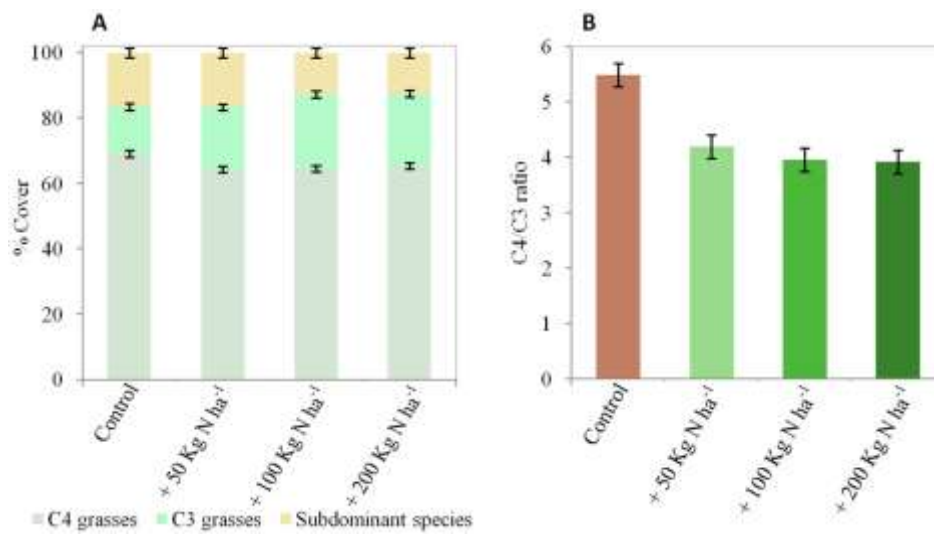 A
100
80
60
40
20
0
% Cover
Control
+ 50 Kg N ha⁻¹
+ 100 Kg N ha⁻¹
+ 200 Kg N ha⁻¹
C4 grasses C3 grasses Subdominant species
B
6
5
4
3
2
1
0
C4/C3 ratio
Control
+ 50 Kg N ha⁻¹
+ 100 Kg N ha⁻¹
+ 200 Kg N ha⁻¹